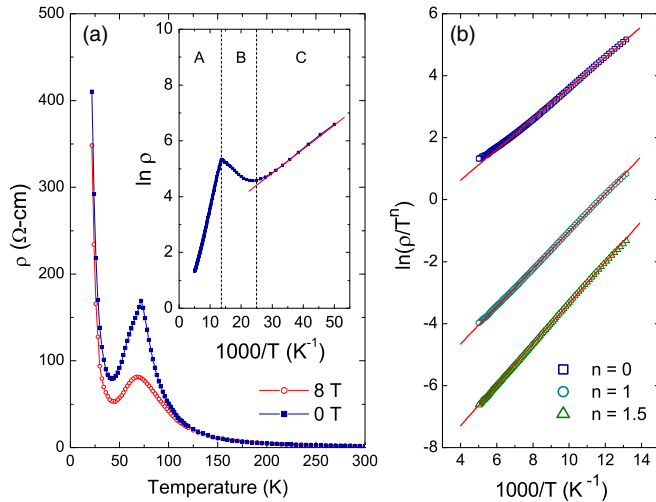 (a)
ρ (Ω-cm)
500
400
300
200
150
100
50
0
0 50 100 150 200 250 300
Temperature (K)
ln ρ
10
8
6
4
2
0
0 10 20 30 40 50
1000/T (K⁻¹)
A B C
8 T
0 T
(b)
ln(ρ/Tⁿ)
6
4
2
0
-2
-4
-6
-8
4 6 8 10 12 14
1000/T (K⁻¹)
n = 0
n = 1
n = 1.5